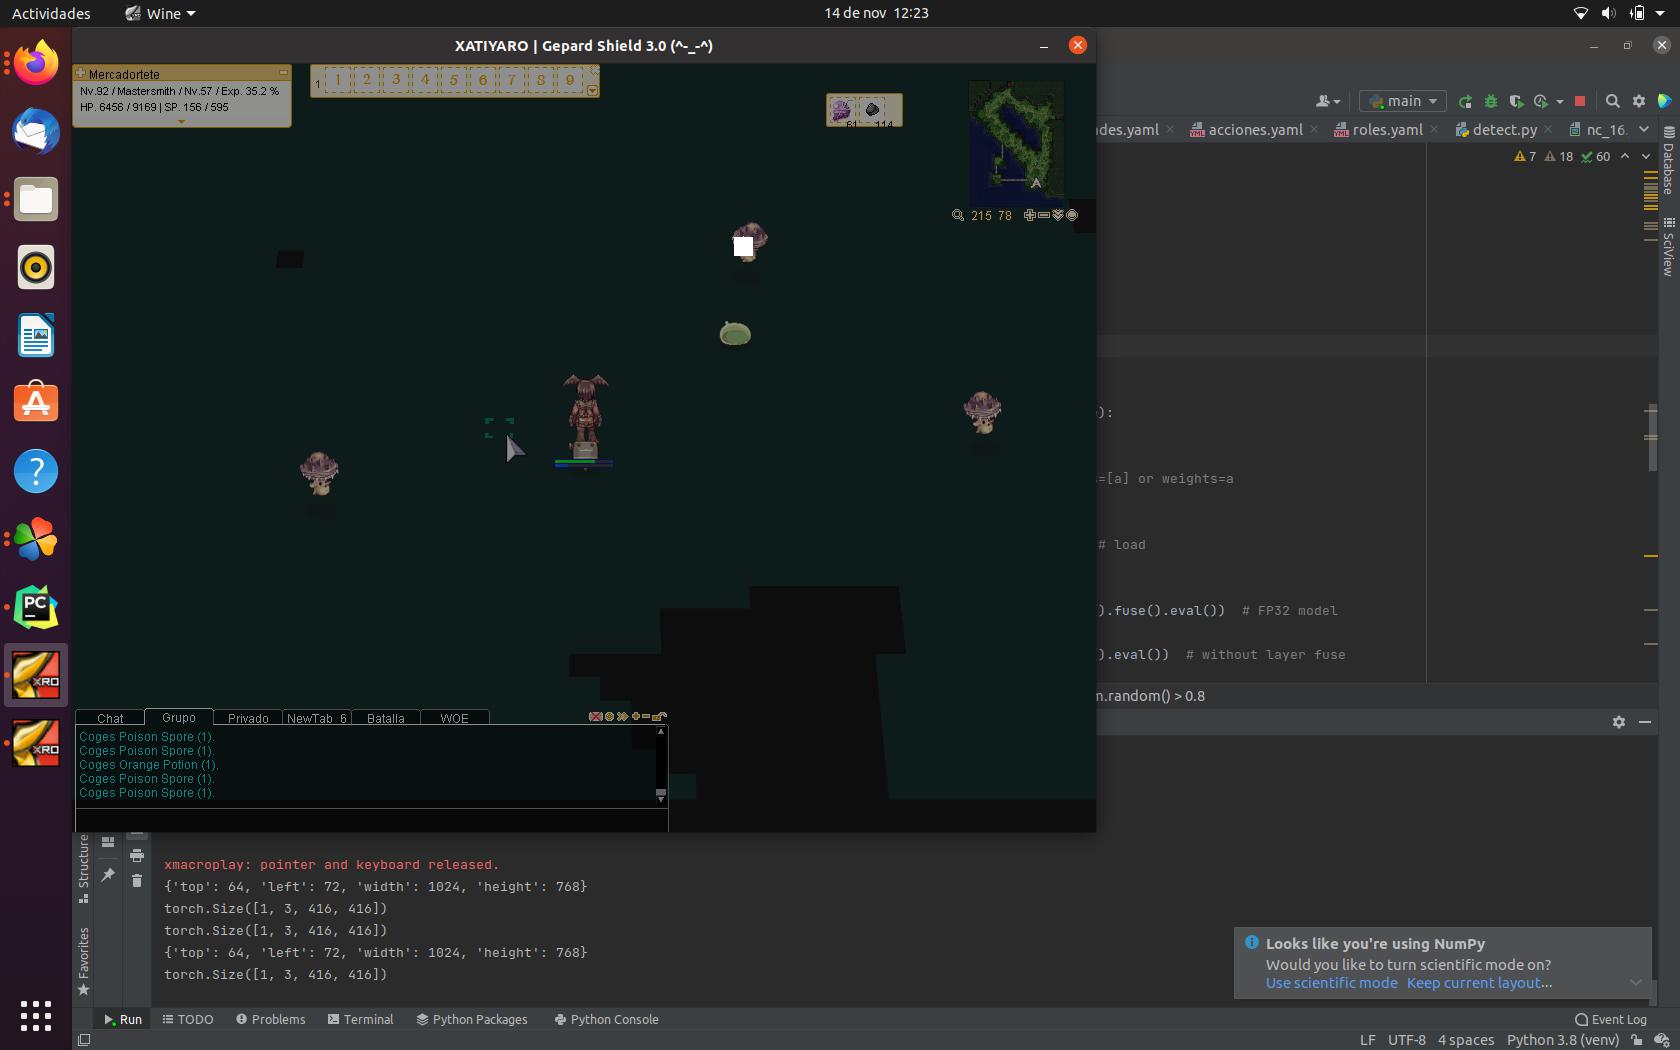 Actividades
Wine
14 de nov 12:23
XATIYARO | Gepard Shield 3.0 (^-_-^)
Mercadortete
Nv.92 / Mastersmith / Nv.57 / Exp. 35.2 %
HP. 6456 / 9169 | SP. 156 / 595
1 1 2 3 4 5 6 7 8 9
61 114
215 78
main
des.yaml
acciones.yaml
roles.yaml
detect.py
nc_16.
7 18 60
Database
SciView
):
=[a] or weights=a
# load
).fuse().eval()) # FP32 model
).eval()) # without layer fuse
m.random() > 0.8
PC
XRO
XRO
Chat
Grupo
Privado
NewTab 6
Batalla
WOE
Coges Poison Spore (1).
Coges Poison Spore (1).
Coges Orange Potion (1).
Coges Poison Spore (1).
Coges Poison Spore (1).
Structure
Favorites
xmacroplay: pointer and keyboard released.
{'top': 64, 'left': 72, 'width': 1024, 'height': 768}
torch.Size([1, 3, 416, 416])
torch.Size([1, 3, 416, 416])
{'top': 64, 'left': 72, 'width': 1024, 'height': 768}
torch.Size([1, 3, 416, 416])
Looks like you're using NumPy
Would you like to turn scientific mode on?
Use scientific mode Keep current layout...
Run
TODO
Problems
Terminal
Python Packages
Python Console
Event Log
LF UTF-8 4 spaces Python 3.8 (venv)